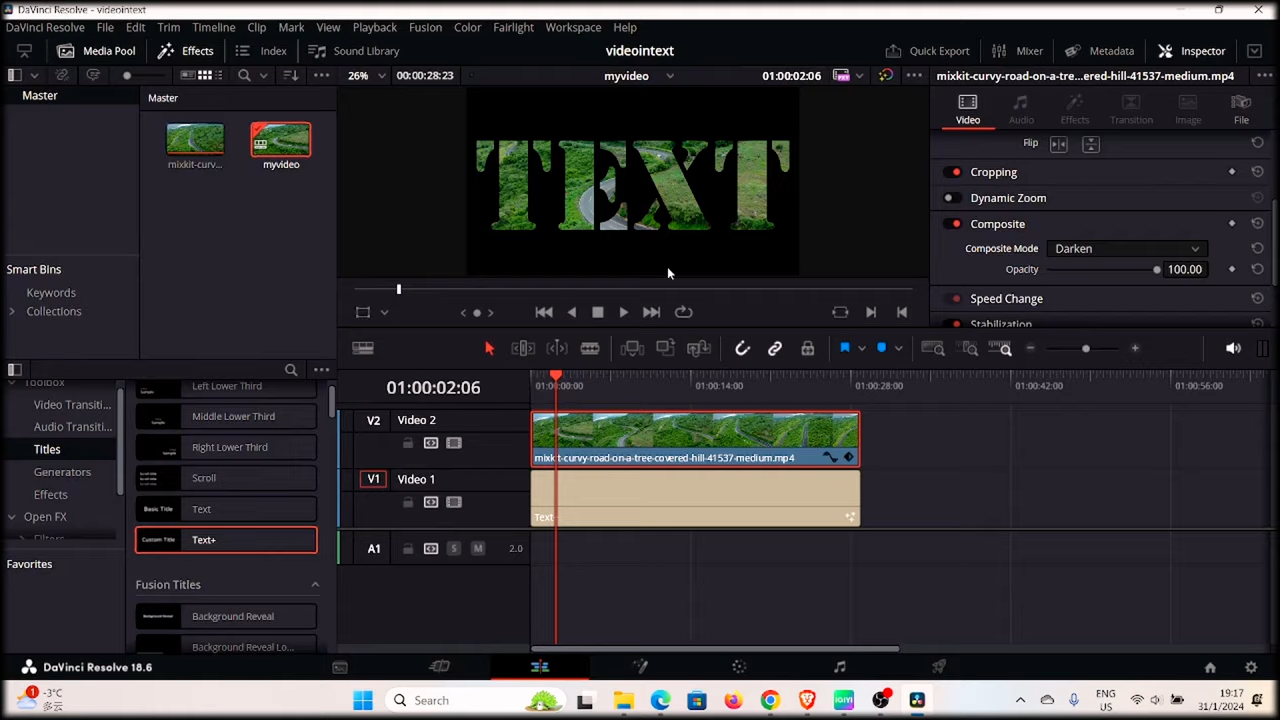 DaVinci Resolve - videointext
DaVinci Resolve File Edit Trim Timeline Clip Mark View Playback Fusion Color Fairlight Workspace Help
Media Pool Effects Index Sound Library videointext Quick Export Mixer Metadata Inspector
26% 00:00:28:23 myvideo 01:00:02:06 mixkit-curvy-road-on-a-tre...ered-hill-41537-medium.mp4
Master
Master
Video Audio Effects Transition Image File
TEXT
Flip
mixkit-curv... myvideo
Cropping
Dynamic Zoom
Composite
Composite Mode Darken
Opacity 100.00
Smart Bins
Keywords
Collections
Speed Change
Stabilization
Toolbox
Video Transiti...
Audio Transiti...
Titles
Generators
Effects
Open FX
Filters
Favorites
Left Lower Third
Middle Lower Third
Right Lower Third
Scroll
Basic Title Text
Custom Title Text+
Fusion Titles
Background Reveal
Background Reveal Lo...
01:00:02:06
01:00:00:00 01:00:14:00 01:00:28:00 01:00:42:00 01:00:56:00
V2 Video 2
mixkit-curvy-road-on-a-tree-covered-hill-41537-medium.mp4
V1 Video 1
Text
A1 S M 2.0
DaVinci Resolve 18.6
1 -3°C
多云
Search
ENG
US
19:17
31/1/2024